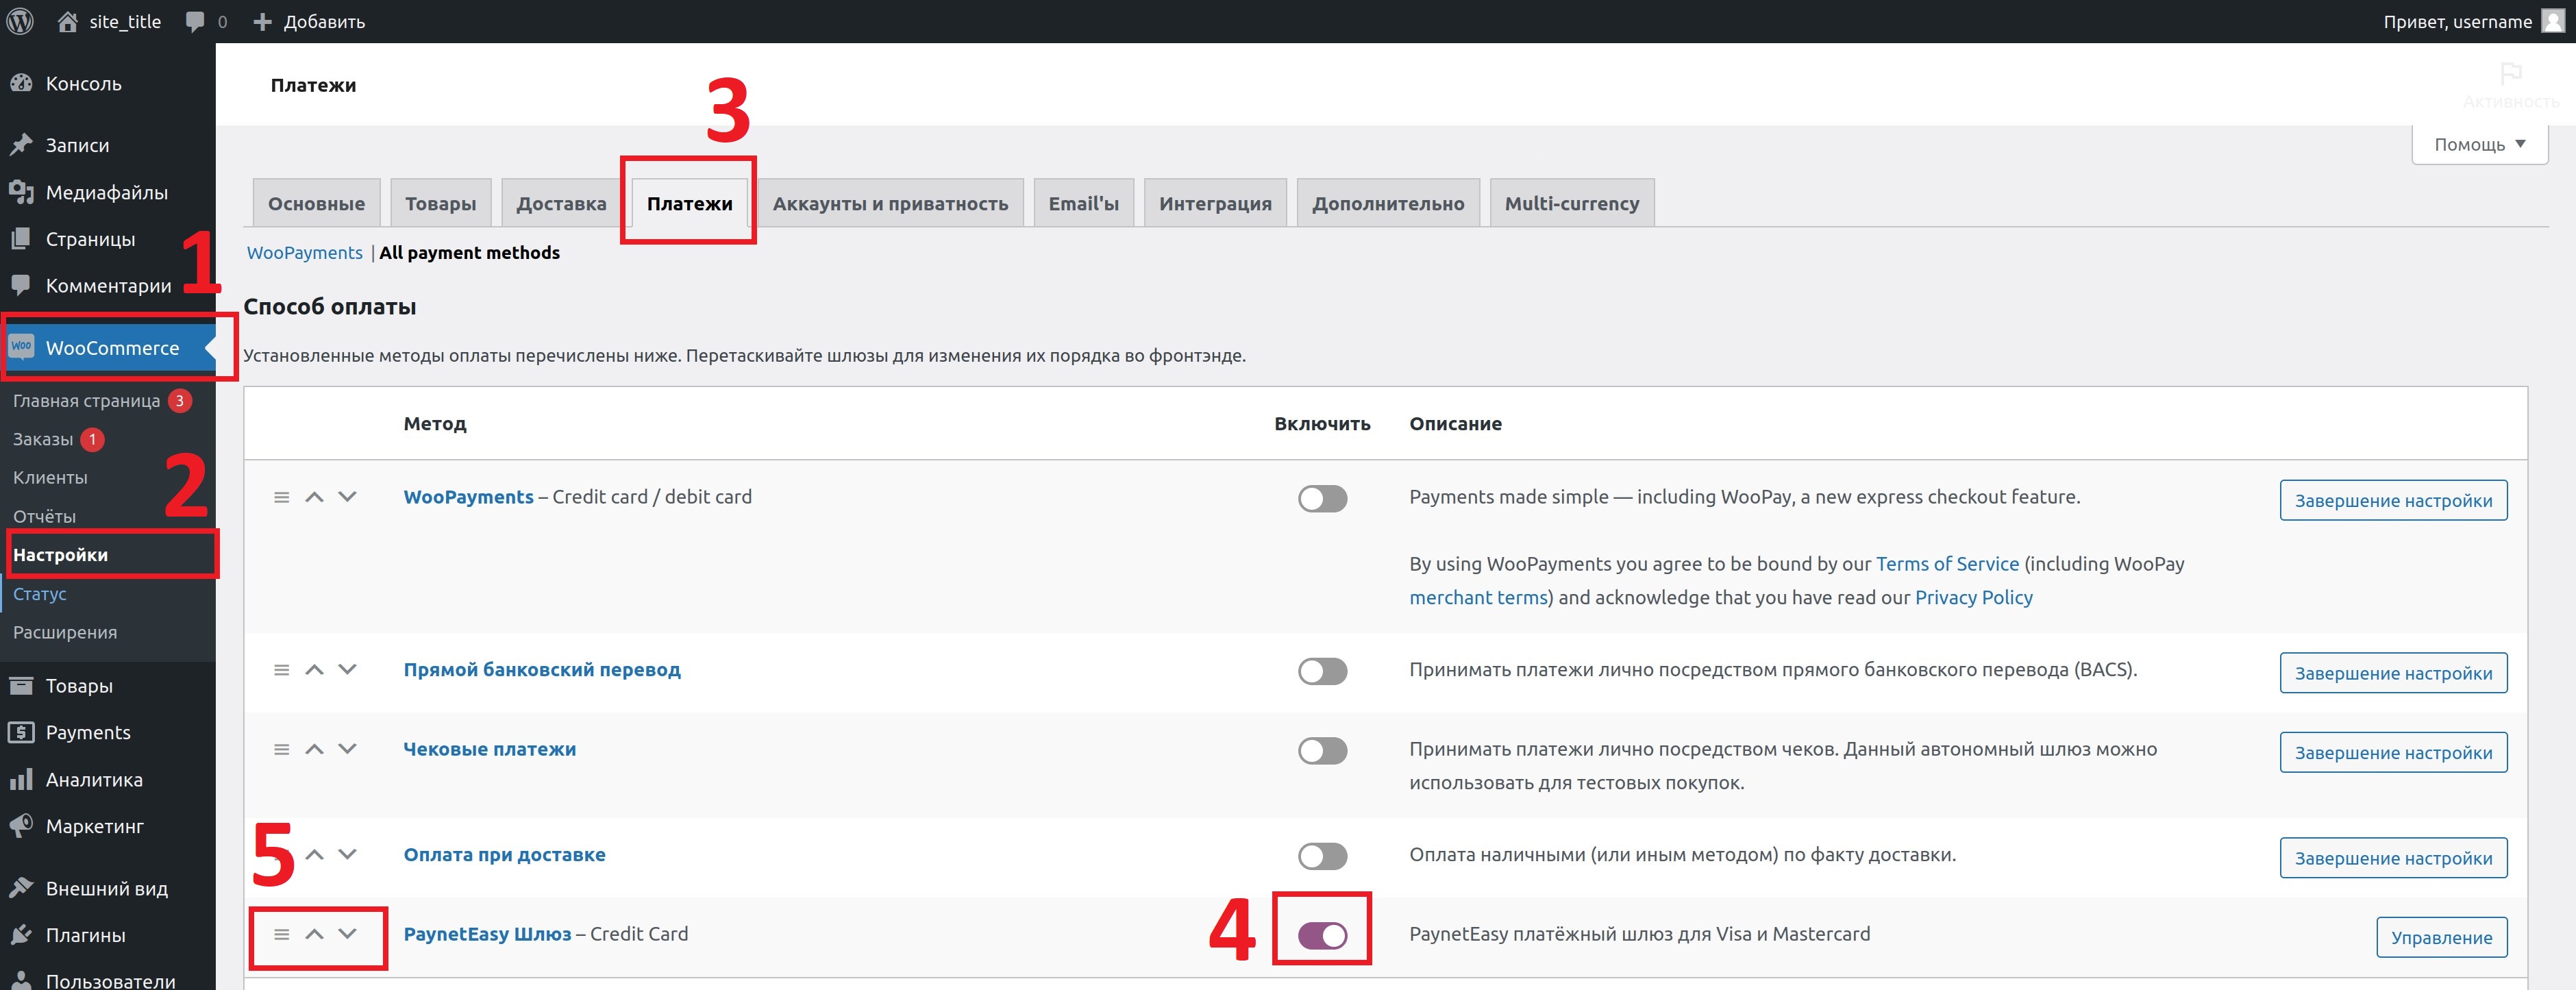 site_title 0 Добавить Привет, username
Консоль
Записи
Медиафайлы
Страницы
Комментарии
1
WooCommerce
Woo
Главная страница 3
Заказы 1
Клиенты
2
Отчёты
Настройки
Статус
Расширения
Товары
Payments
Аналитика
Маркетинг
Внешний вид
Плагины
Пользователи
Платежи
Активность
Помощь
3
Основные Товары Доставка Платежи Аккаунты и приватность Email'ы Интеграция Дополнительно Multi-currency
WooPayments | All payment methods
Способ оплаты
Установленные методы оплаты перечислены ниже. Перетаскивайте шлюзы для изменения их порядка во фронтэнде.
Метод Включить Описание
WooPayments – Credit card / debit card Payments made simple — including WooPay, a new express checkout feature. Завершение настройки
By using WooPayments you agree to be bound by our Terms of Service (including WooPay
merchant terms) and acknowledge that you have read our Privacy Policy
Прямой банковский перевод Принимать платежи лично посредством прямого банковского перевода (BACS). Завершение настройки
Чековые платежи Принимать платежи лично посредством чеков. Данный автономный шлюз можно Завершение настройки
использовать для тестовых покупок.
5
Оплата при доставке Оплата наличными (или иным методом) по факту доставки. Завершение настройки
4
PaynetEasy Шлюз – Credit Card PaynetEasy платёжный шлюз для Visa и Mastercard Управление